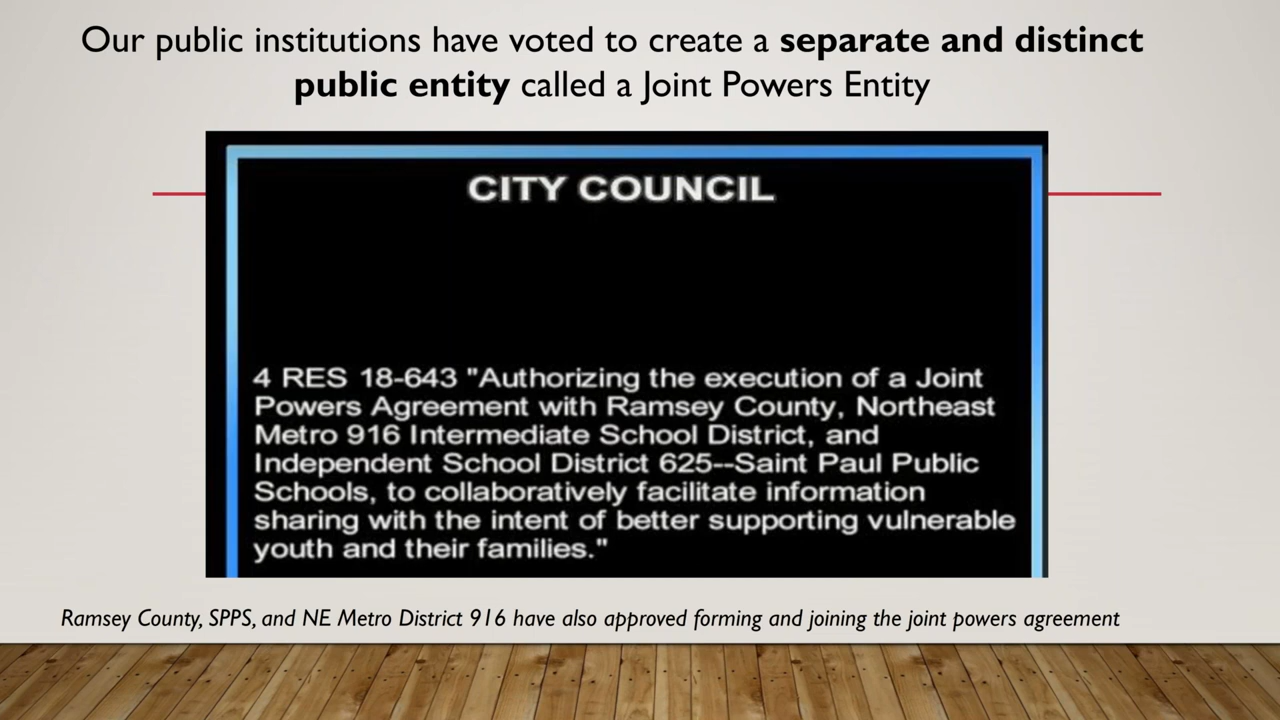 Our public institutions have voted to create a separate and distinct
public entity called a Joint Powers Entity
CITY COUNCIL
4 RES 18-643 "Authorizing the execution of a Joint
Powers Agreement with Ramsey County, Northeast
Metro 916 Intermediate School District, and
Independent School District 625--Saint Paul Public
Schools, to collaboratively facilitate information
sharing with the intent of better supporting vulnerable
youth and their families."
Ramsey County, SPPS, and NE Metro District 916 have also approved forming and joining the joint powers agreement